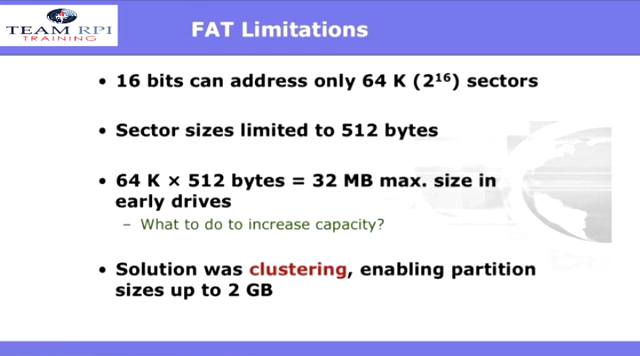 TEAM RPI
TRAINING
FAT Limitations
• 16 bits can address only 64 K (2¹⁶) sectors
• Sector sizes limited to 512 bytes
• 64 K × 512 bytes = 32 MB max. size in
early drives
– What to do to increase capacity?
• Solution was clustering, enabling partition
sizes up to 2 GB